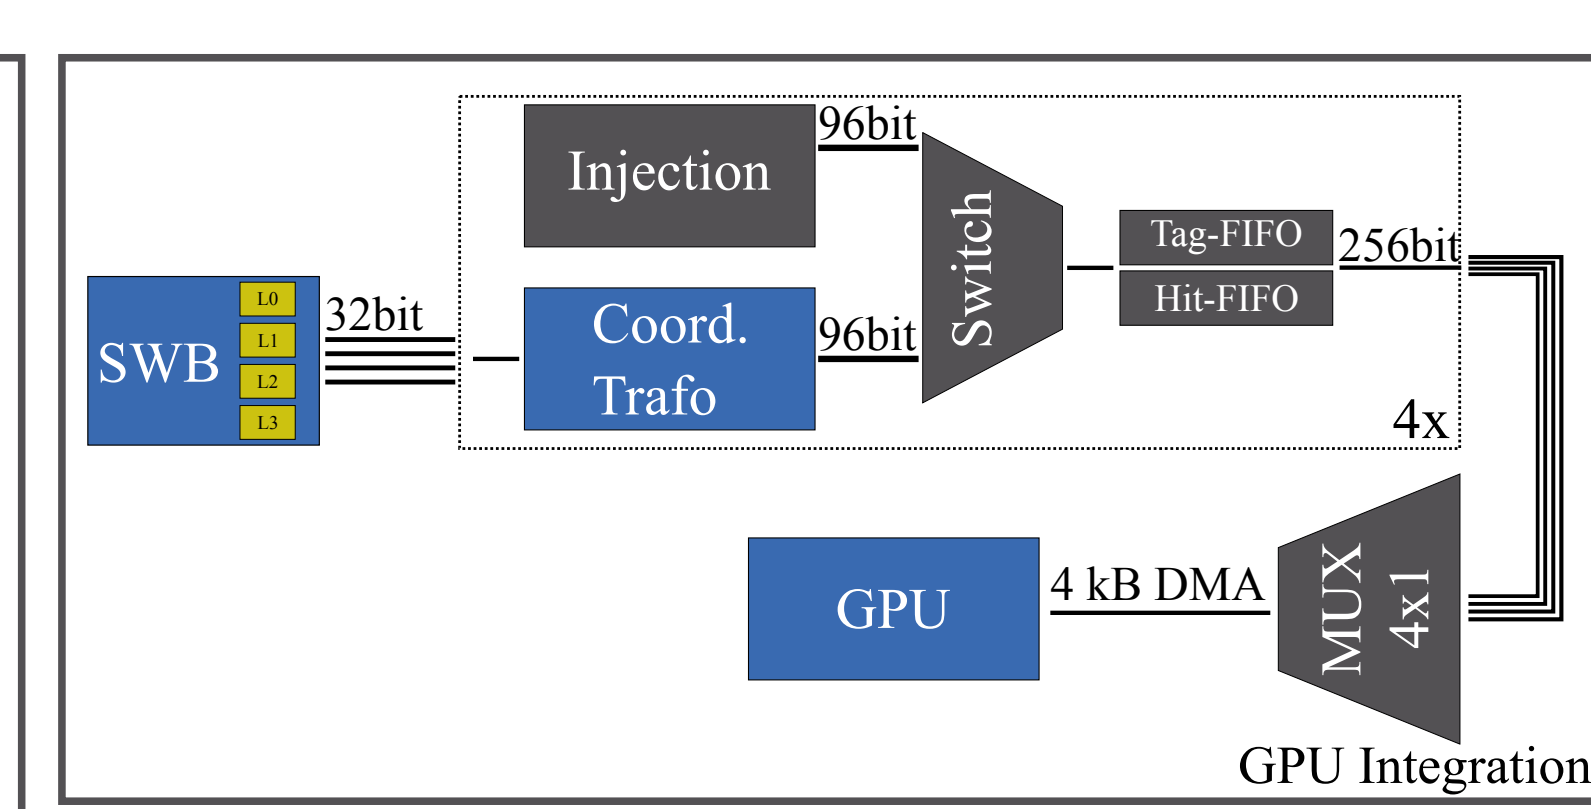 Injection
96bit
Switch
Tag-FIFO
Hit-FIFO
256bit
SWB
L0
L1
L2
L3
32bit
Coord.
Trafo
96bit
4x
GPU
4 kB DMA
MUX
4x1
GPU Integration